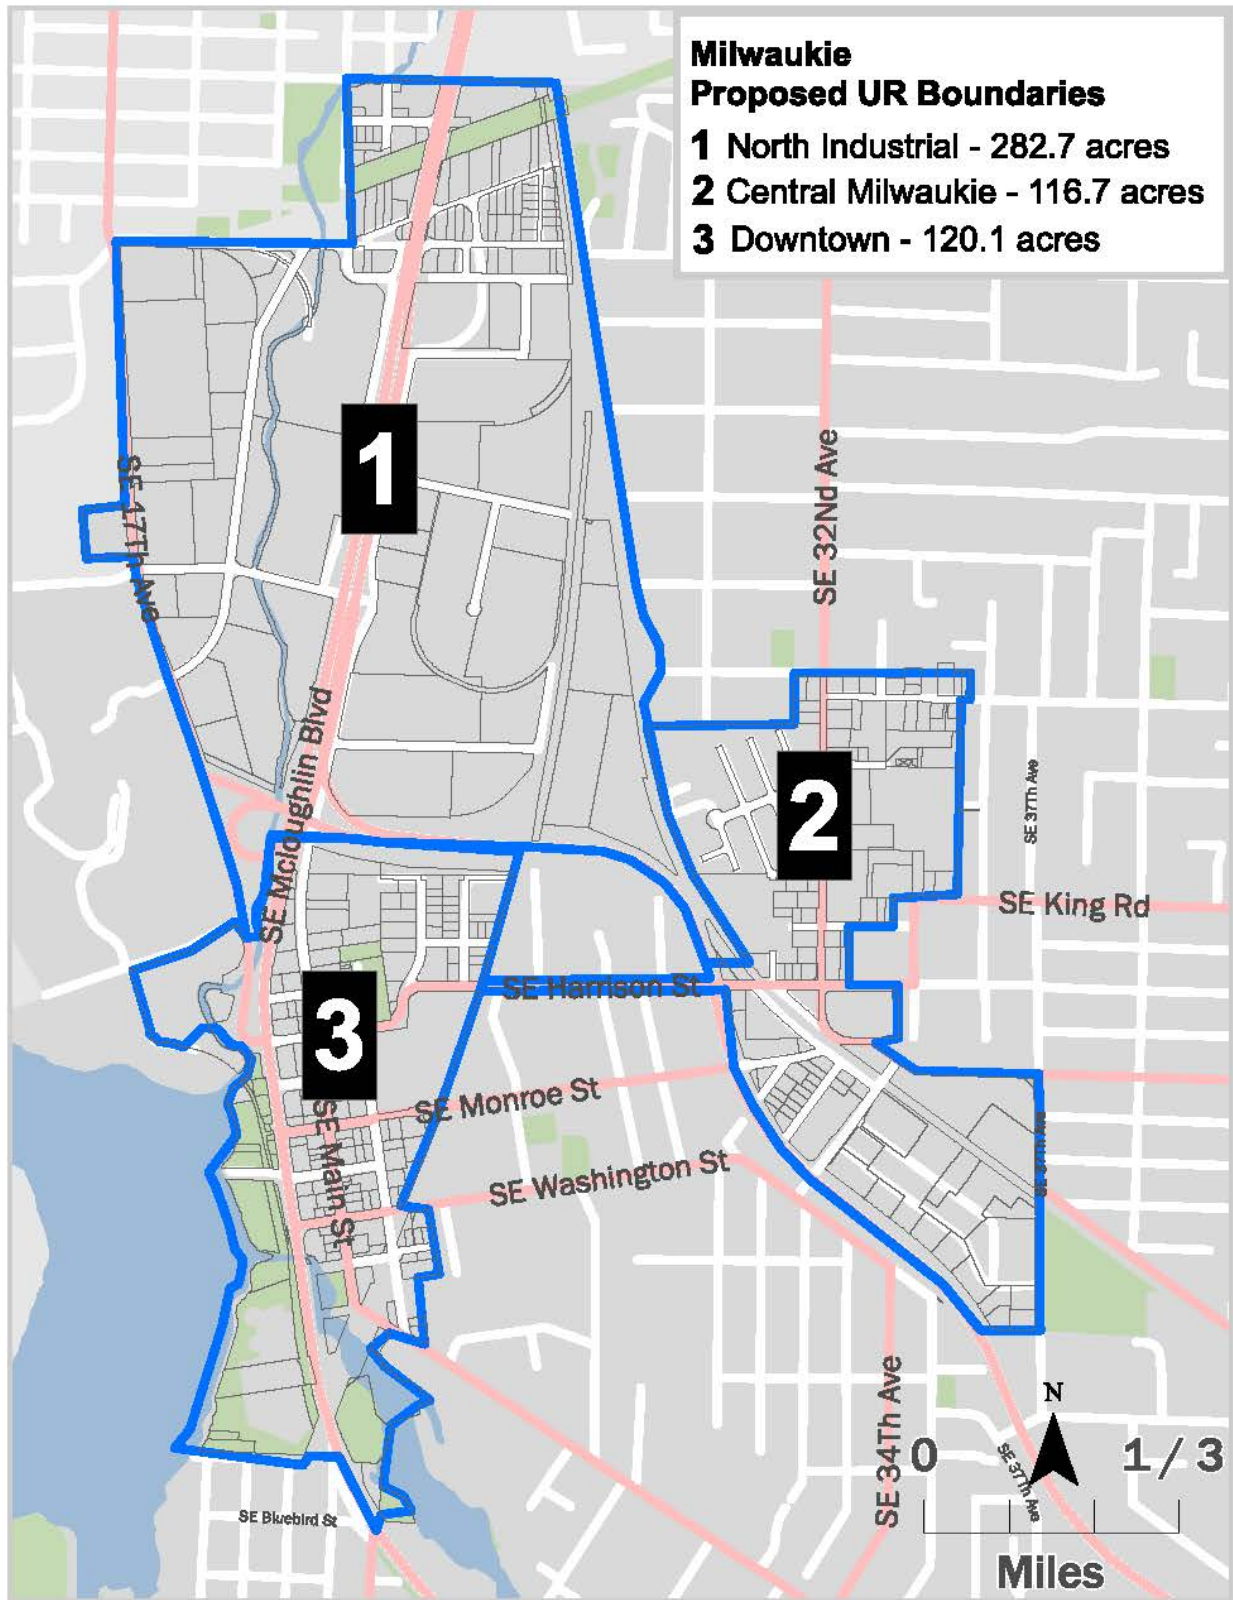 Milwaukie
Proposed UR Boundaries
1 North Industrial - 282.7 acres
2 Central Milwaukie - 116.7 acres
3 Downtown - 120.1 acres
1
SE 17Th Ave
SE 32Nd Ave
SE Mcloughlin Blvd
2
SE 37Th Ave
SE King Rd
3
SE Harrison St
SE Monroe St
SE Main St
SE Washington St
SE 37Th Ave
SE 34Th Ave
SE 37Th Ave
N
0 1/3
Miles
SE Bluebird St